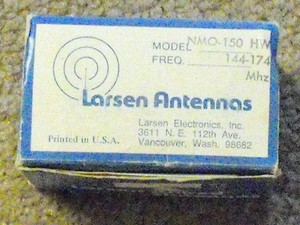 MODEL NMO-150 HW
FREQ. 144-174
Mhz
Larsen Antennas
Larsen Electronics, Inc.
3611 N.E. 112th Ave.
Vancouver, Wash. 98682
Printed in U.S.A.